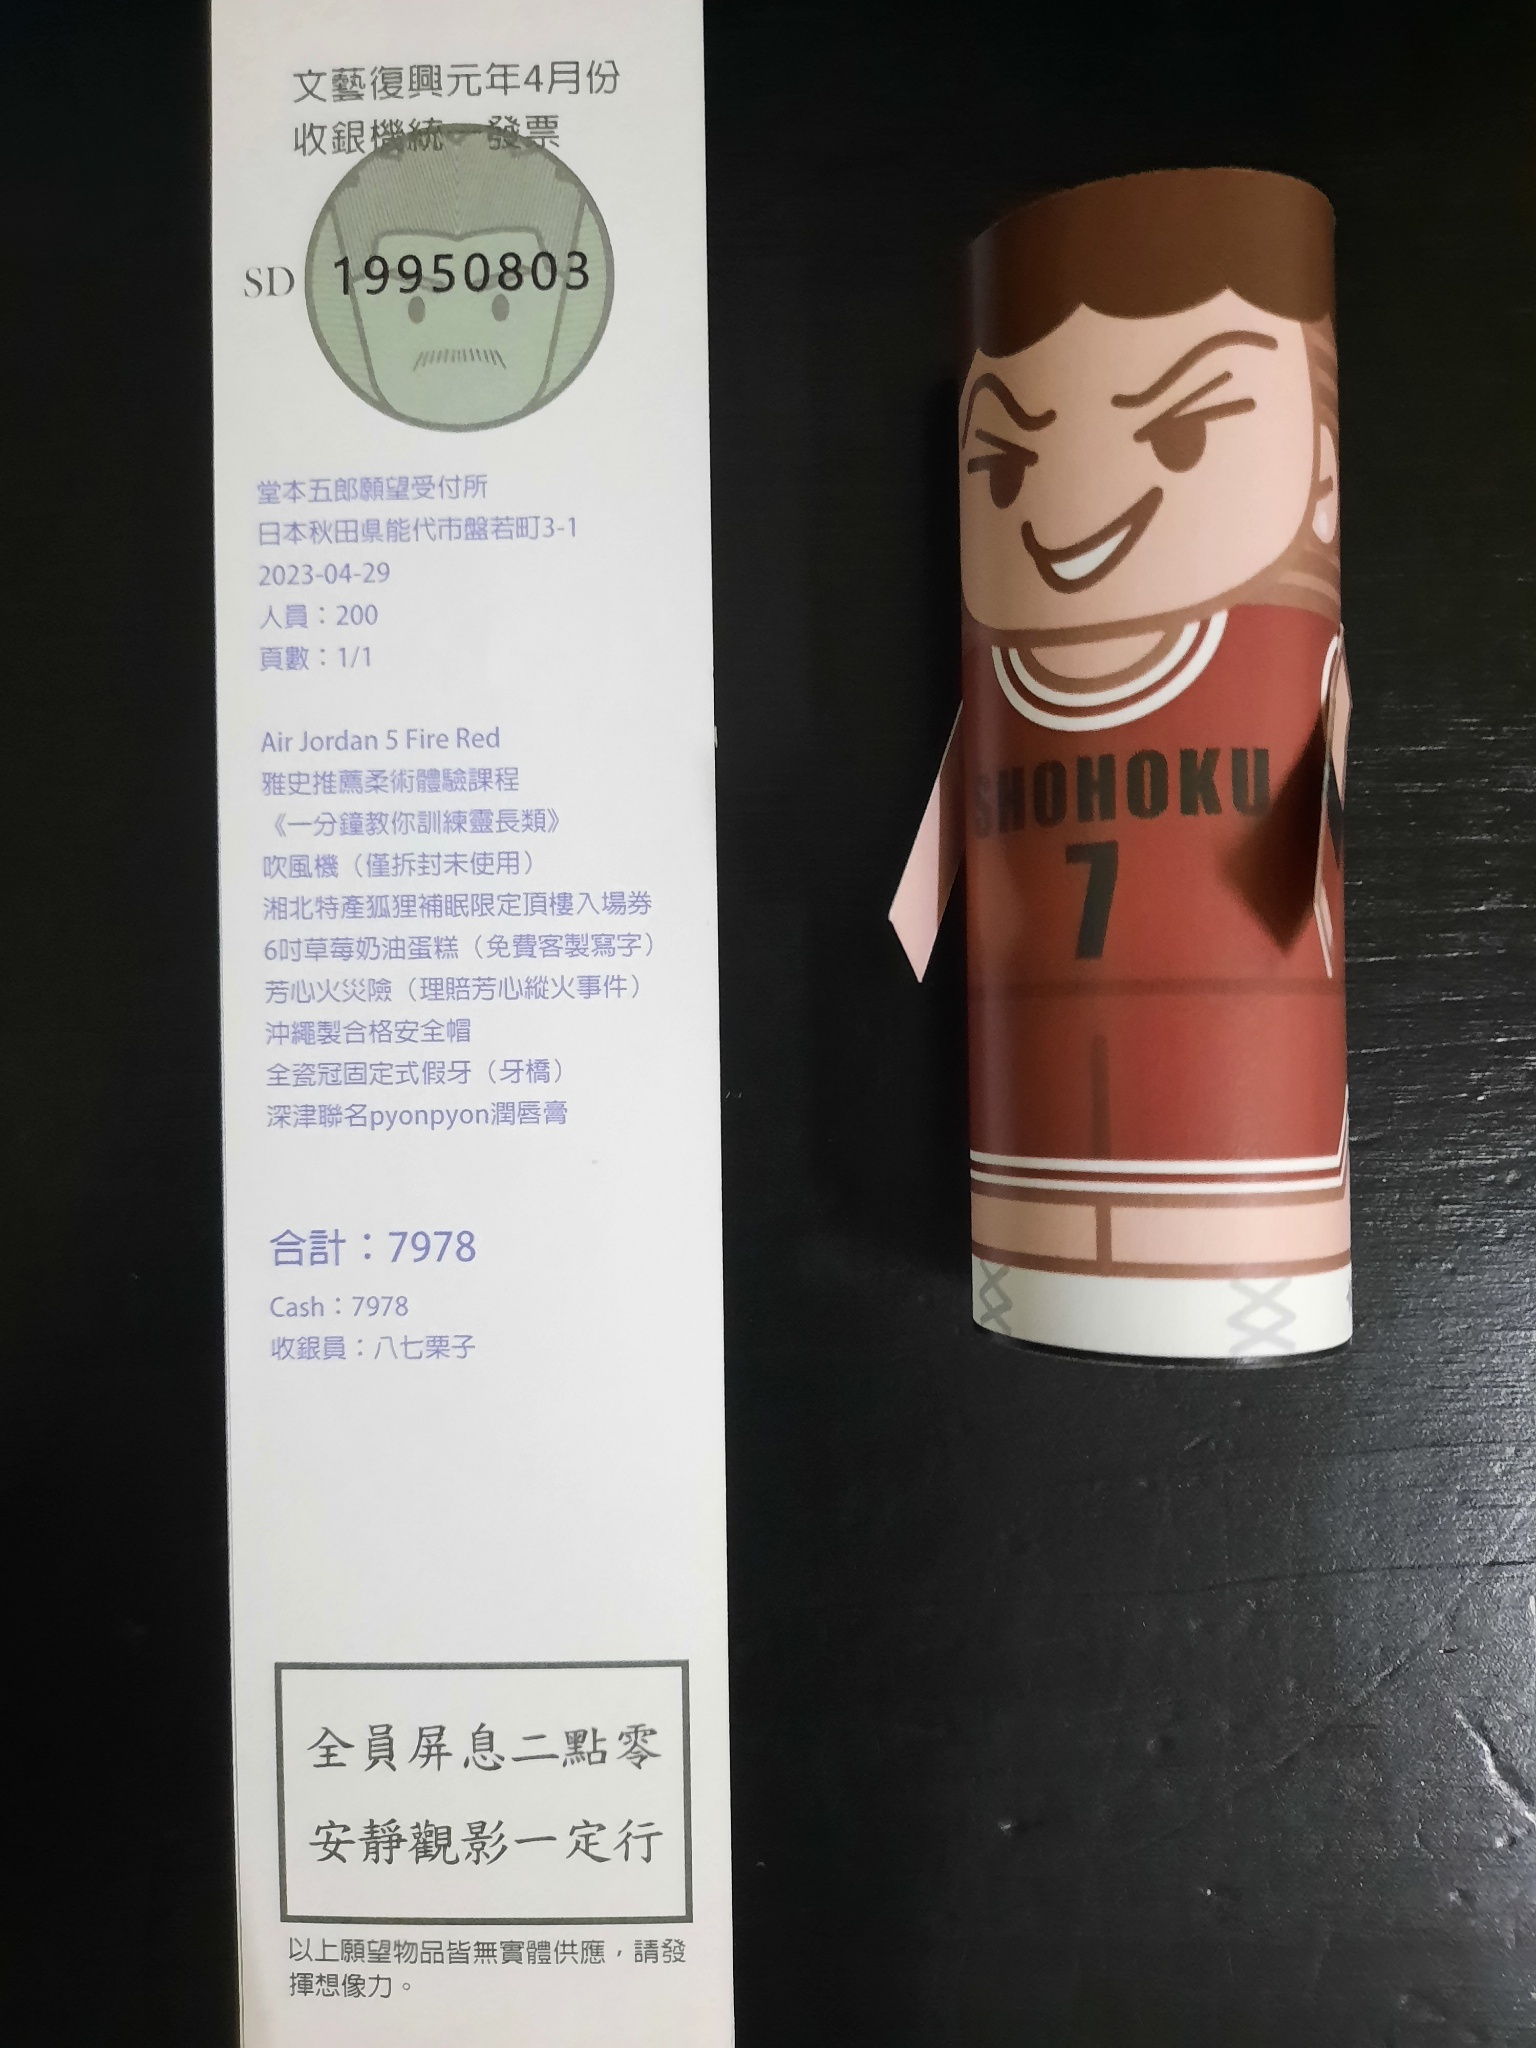 文藝復興元年4月份
收銀機統一發票
SD 19950803
堂本五郎願望受付所
日本秋田県能代市盤若町3-1
2023-04-29
人員：200
頁數：1/1
Air Jordan 5 Fire Red
雅史推薦柔術體驗課程
《一分鐘教你訓練靈長類》
吹風機（僅拆封未使用）
湘北特產狐狸補眠限定頂樓入場券
6吋草莓奶油蛋糕（免費客製寫字）
芳心火災險（理賠芳心縱火事件）
沖繩製合格安全帽
全瓷冠固定式假牙（牙橋）
深津聯名pyonpyon潤唇膏
合計：7978
Cash：7978
收銀員：八七栗子
全員屏息二點零
安靜觀影一定行
以上願望物品皆無實體供應，請發
揮想像力。
SHOHOKU
7